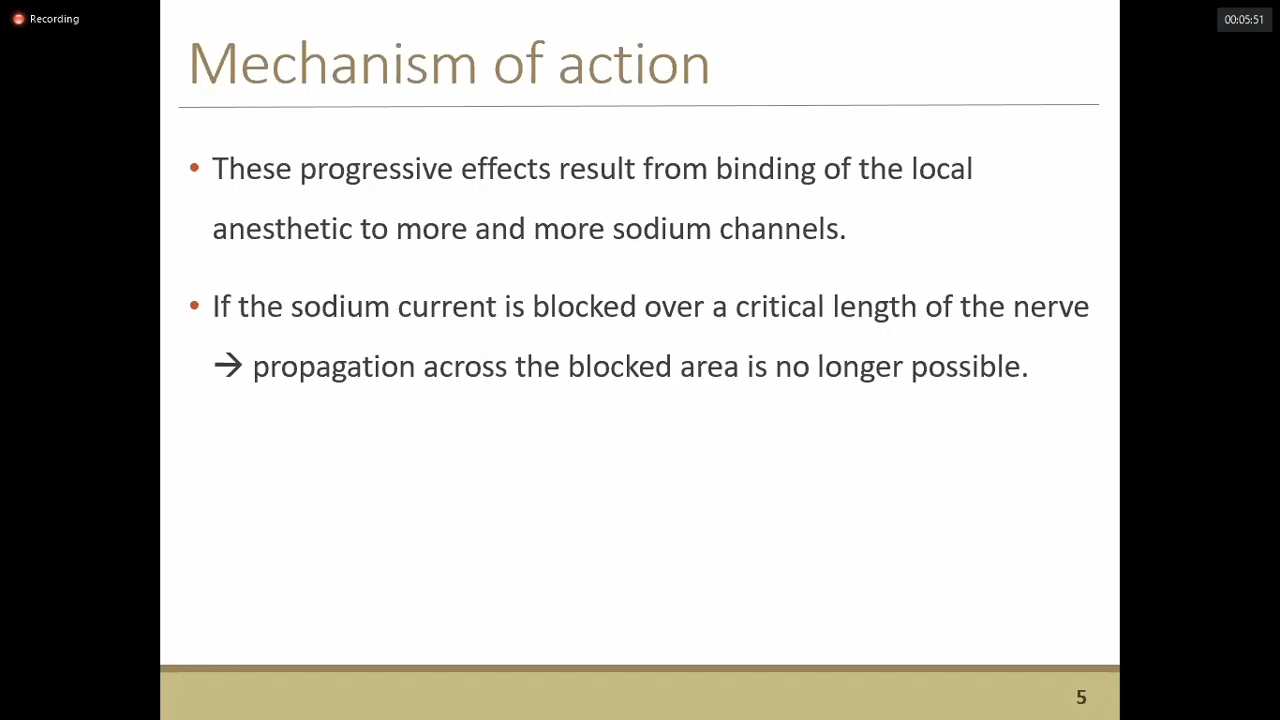 Recording
00:05:51
Mechanism of action
• These progressive effects result from binding of the local
anesthetic to more and more sodium channels.
• If the sodium current is blocked over a critical length of the nerve
→ propagation across the blocked area is no longer possible.
5